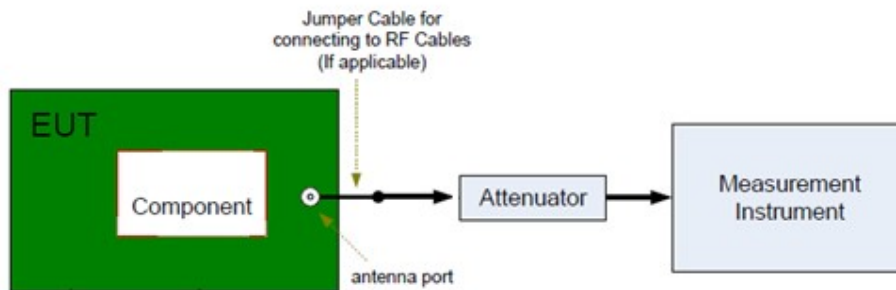 Jumper Cable for
connecting to RF Cables
(If applicable)
EUT
Component
antenna port
Attenuator
Measurement
Instrument